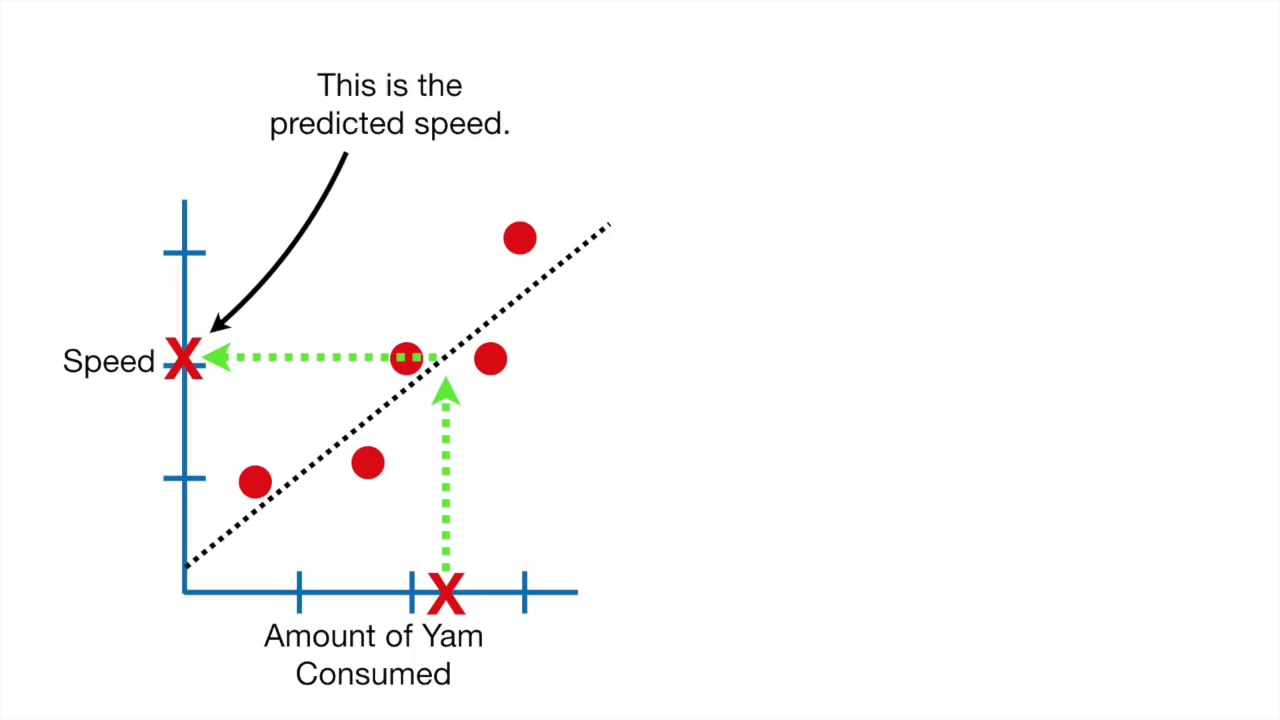 This is the
predicted speed.
Speed
X
X
Amount of Yam
Consumed